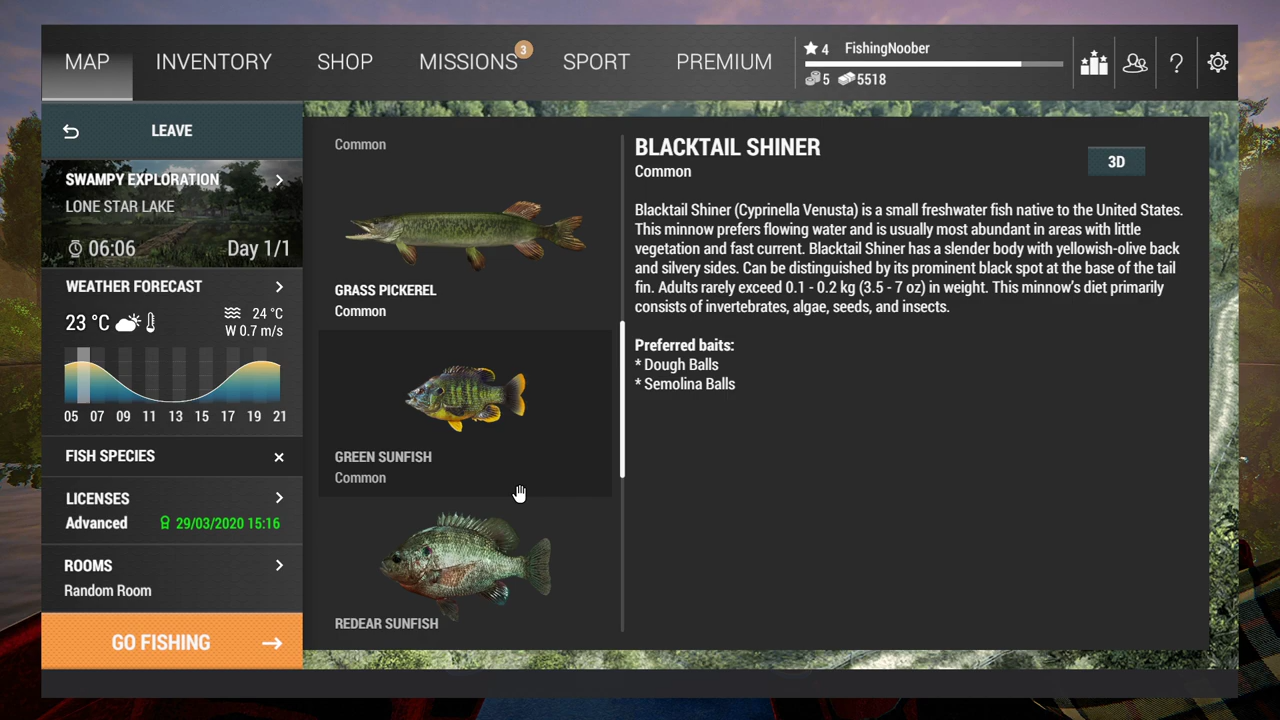 MAP
INVENTORY
SHOP
MISSIONS
3
SPORT
PREMIUM
4 FishingNoober
5 5518
?
LEAVE
SWAMPY EXPLORATION
LONE STAR LAKE
06:06 Day 1/1
WEATHER FORECAST
23 °C 24 °C
W 0.7 m/s
05 07 09 11 13 15 17 19 21
FISH SPECIES
LICENSES
Advanced 29/03/2020 15:16
ROOMS
Random Room
GO FISHING
Common
GRASS PICKEREL
Common
GREEN SUNFISH
Common
REDEAR SUNFISH
BLACKTAIL SHINER
Common
3D
Blacktail Shiner (Cyprinella Venusta) is a small freshwater fish native to the United States.
This minnow prefers flowing water and is usually most abundant in areas with little
vegetation and fast current. Blacktail Shiner has a slender body with yellowish-olive back
and silvery sides. Can be distinguished by its prominent black spot at the base of the tail
fin. Adults rarely exceed 0.1 - 0.2 kg (3.5 - 7 oz) in weight. This minnow's diet primarily
consists of invertebrates, algae, seeds, and insects.
Preferred baits:
* Dough Balls
* Semolina Balls